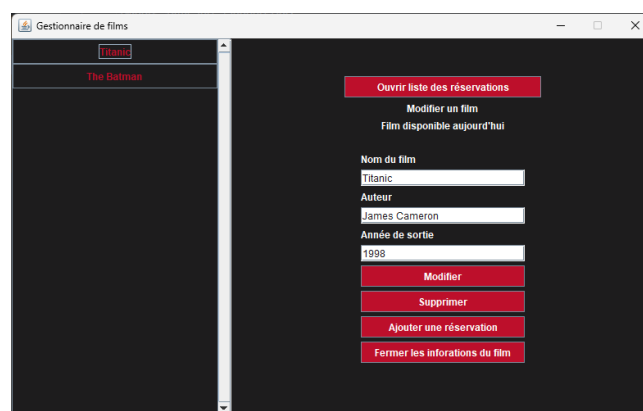 Gestionnaire de films
Titanic
The Batman
Ouvrir liste des réservations
Modifier un film
Film disponible aujourd'hui
Nom du film
Titanic
Auteur
James Cameron
Année de sortie
1998
Modifier
Supprimer
Ajouter une réservation
Fermer les inforations du film